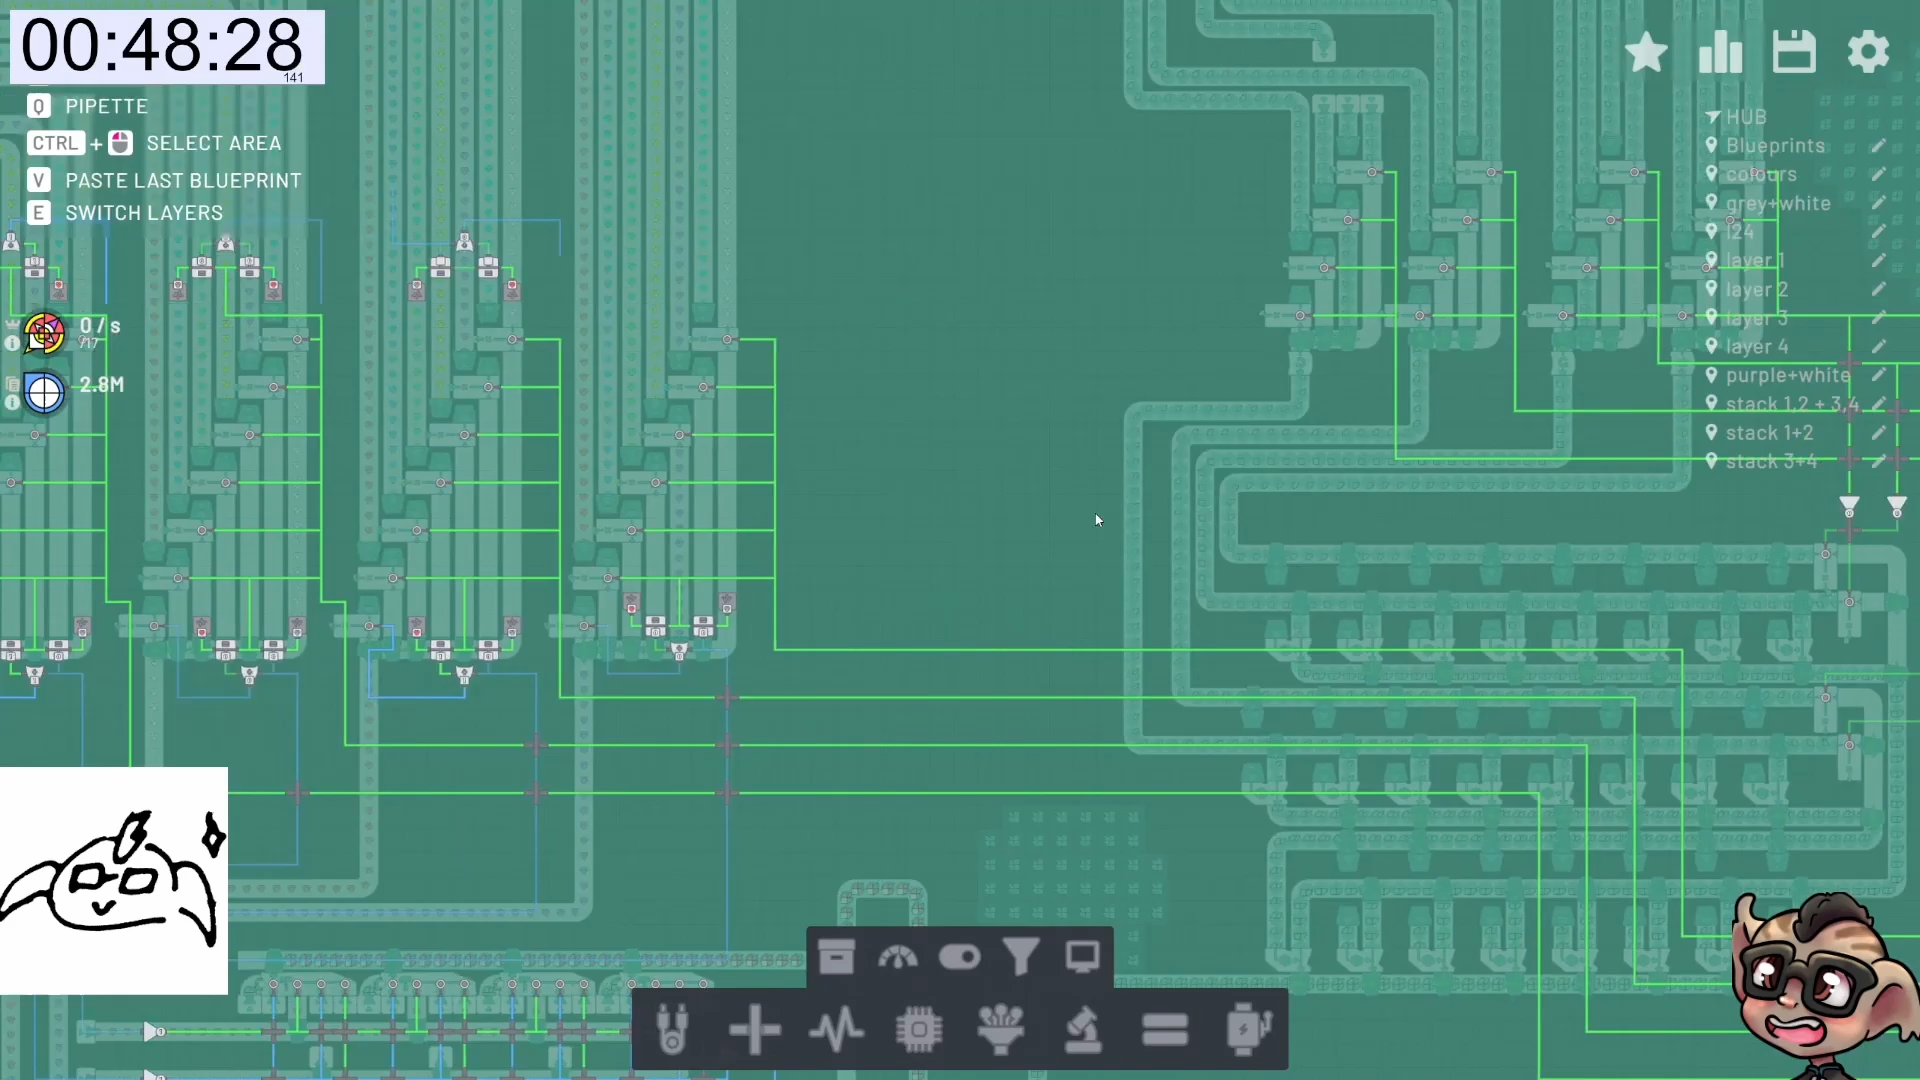 00:48:28
141
Q PIPETTE
CTRL + SELECT AREA
V PASTE LAST BLUEPRINT
E SWITCH LAYERS
0 / s
/17
2.8M
HUB
Blueprints
colours
grey+white
layer 1
layer 2
layer 3
layer 4
purple+white
stack 1,2 + 3,4
stack 1+2
stack 3+4